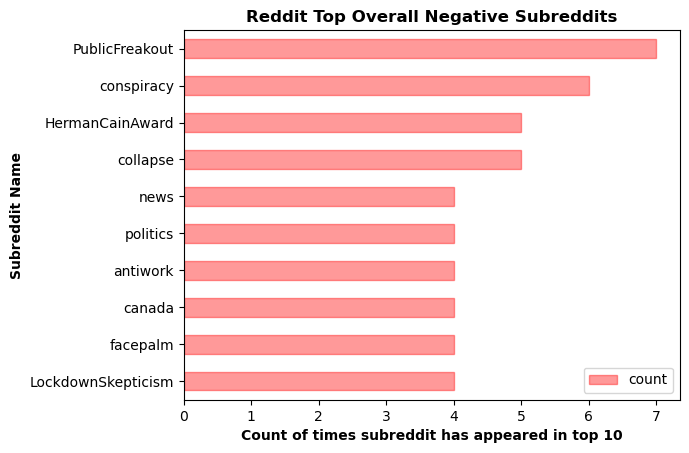 Reddit Top Overall Negative Subreddits
Subreddit Name
PublicFreakout
conspiracy
HermanCainAward
collapse
news
politics
antiwork
canada
facepalm
LockdownSkepticism
count
0 1 2 3 4 5 6 7
Count of times subreddit has appeared in top 10